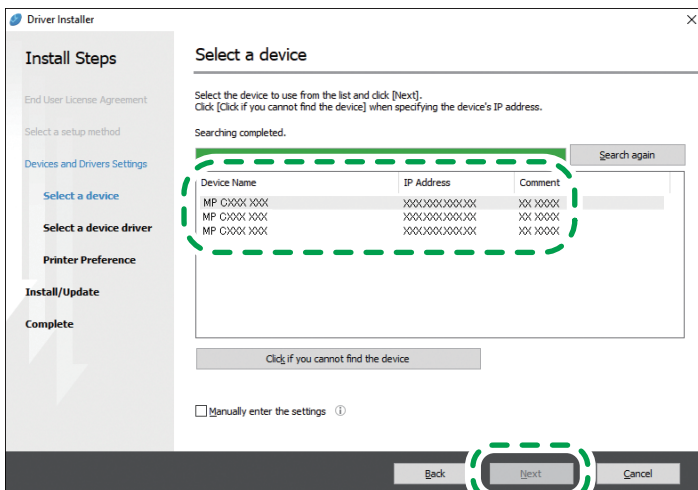 Driver Installer
Install Steps
End User License Agreement
Select a setup method
Devices and Drivers Settings
Select a device
Select a device driver
Printer Preference
Install/Update
Complete
Select a device
Select the device to use from the list and click [Next].
Click [Click if you cannot find the device] when specifying the device's IP address.
Searching completed.
Search again
Device Name IP Address Comment
MP CXXX XXX XXX.XXX.XXX.XX XX XXXX
MP CXXX XXX XXX.XXX.XXX.XX XX XXXX
MP CXXX XXX XXX.XXX.XXX.XX XX XXXX
Click if you cannot find the device
Manually enter the settings
Back Next Cancel